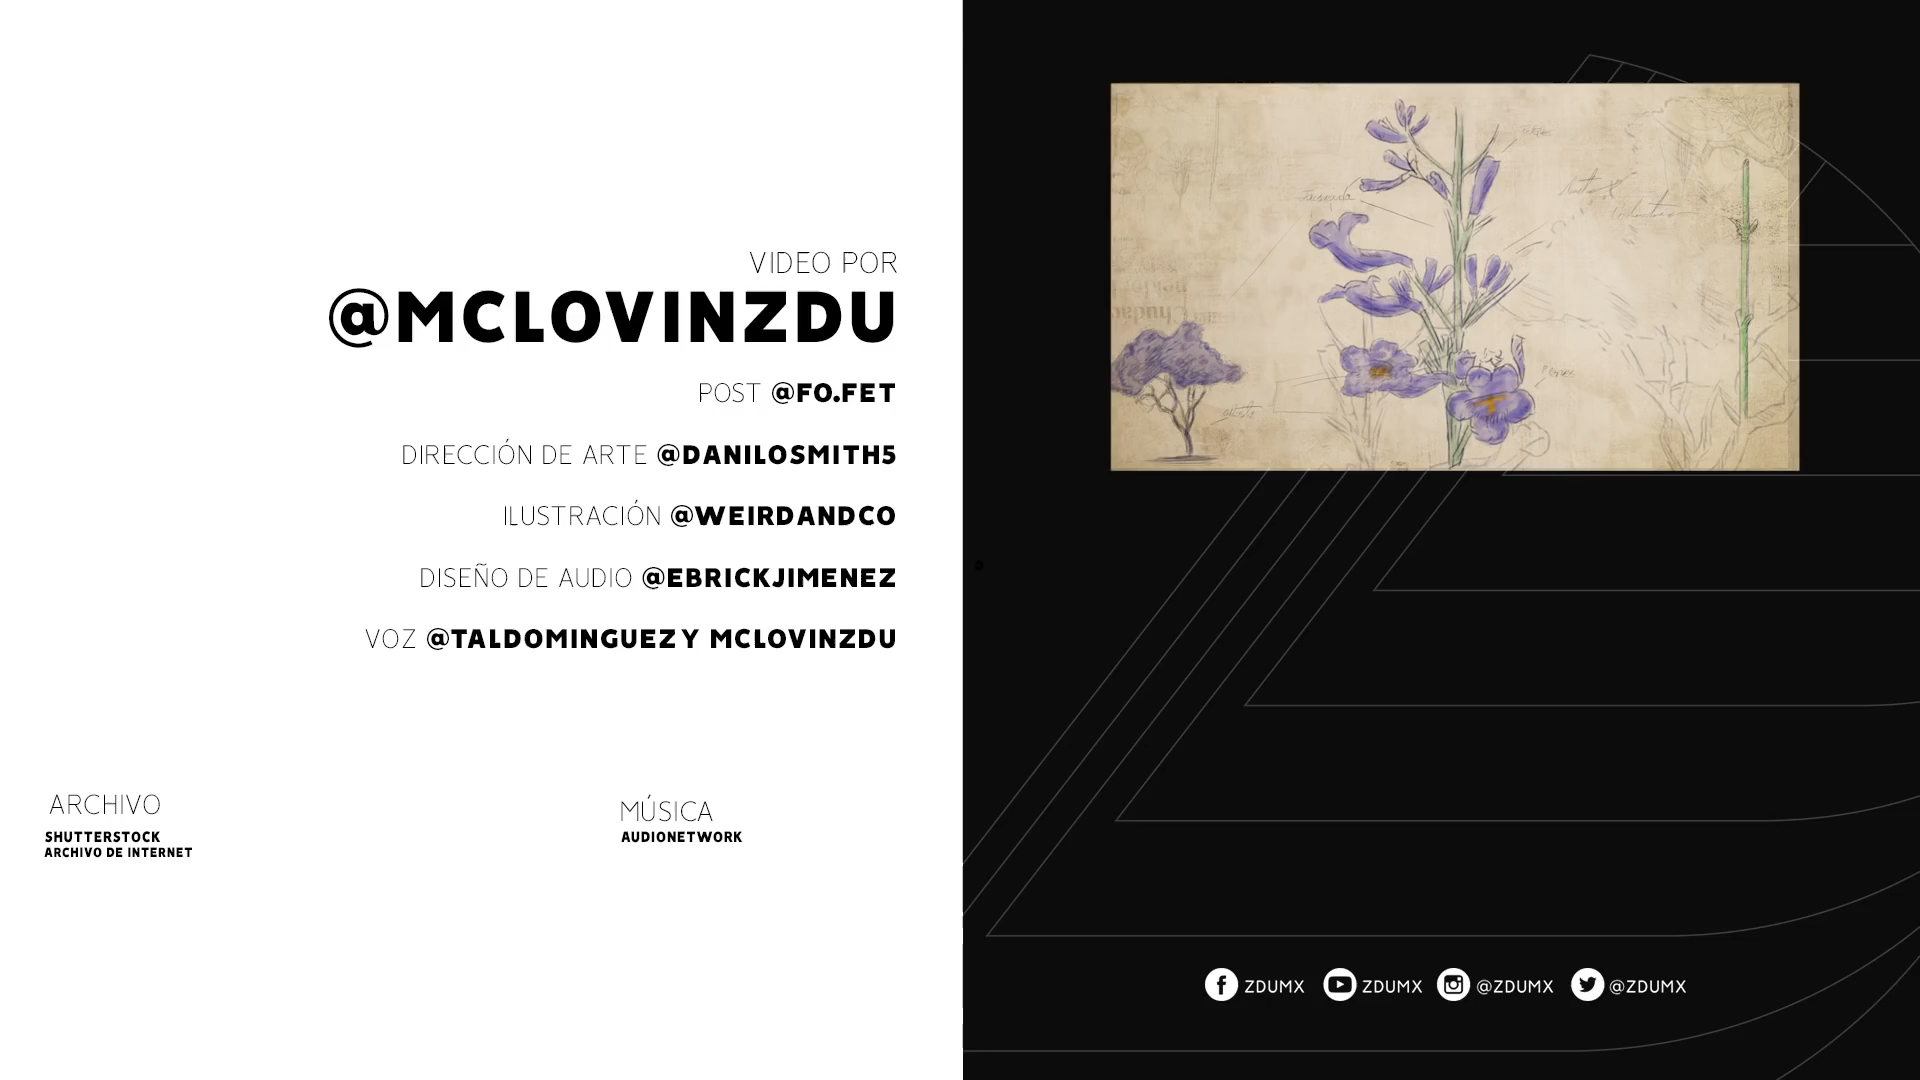 VIDEO POR
@MCLOVINZDU
POST @FO.FET
DIRECCIÓN DE ARTE @DANILOSMITH5
ILUSTRACIÓN @WEIRDANDCO
DISEÑO DE AUDIO @EBRICKJIMENEZ
VOZ @TALDOMINGUEZ Y MCLOVINZDU
ARCHIVO
SHUTTERSTOCK
ARCHIVO DE INTERNET
MÚSICA
AUDIONETWORK
ZDUMX ZDUMX @ZDUMX @ZDUMX